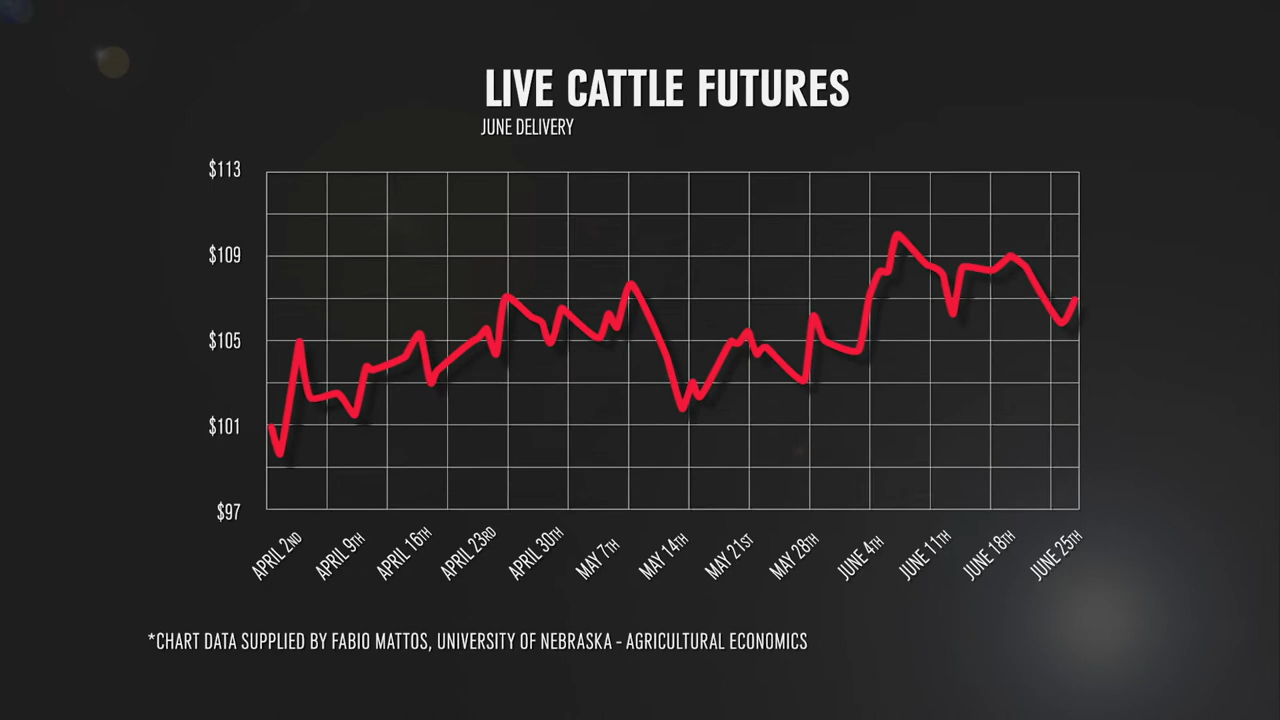 LIVE CATTLE FUTURES
JUNE DELIVERY
$113
$109
$105
$101
$97
APRIL 2ND
APRIL 9TH
APRIL 16TH
APRIL 23RD
APRIL 30TH
MAY 7TH
MAY 14TH
MAY 21ST
MAY 28TH
JUNE 4TH
JUNE 11TH
JUNE 18TH
JUNE 25TH
*CHART DATA SUPPLIED BY FABIO MATTOS, UNIVERSITY OF NEBRASKA - AGRICULTURAL ECONOMICS